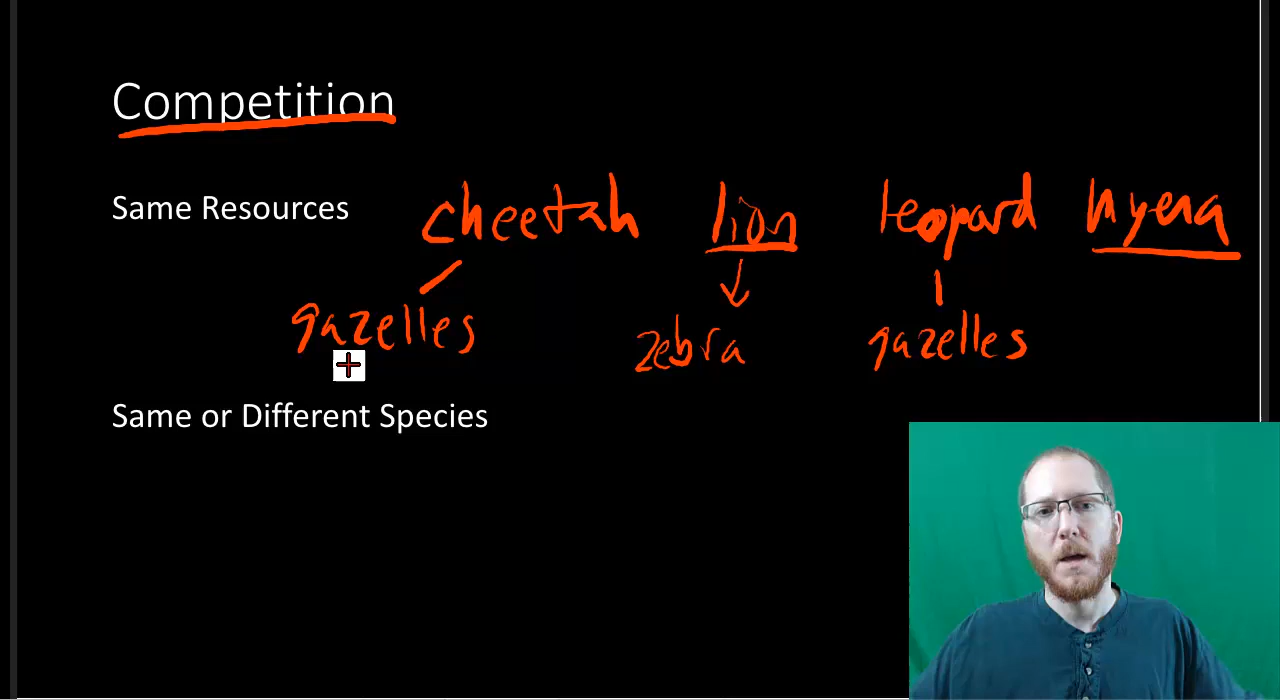 Competition
Same Resources cheetah lion leopard hyena
gazelles zebra gazelles
Same or Different Species